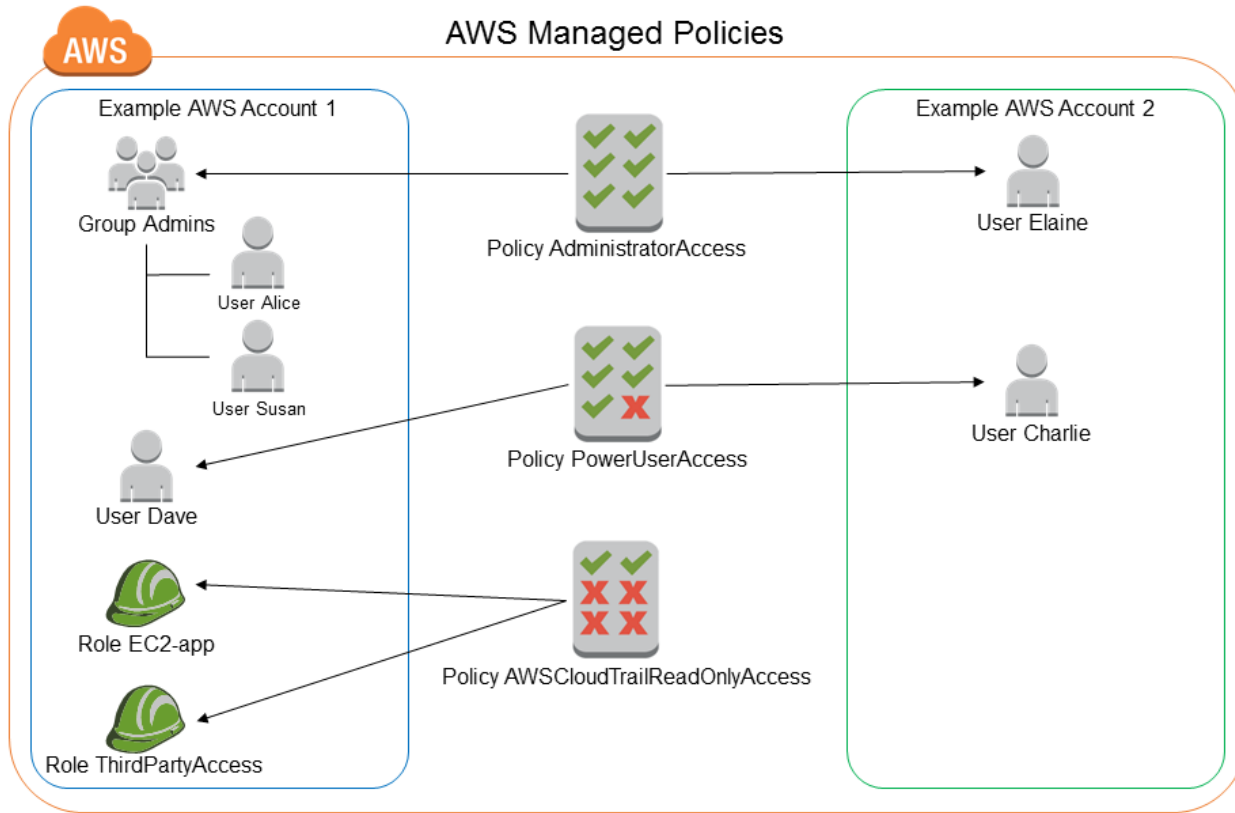 AWS
AWS Managed Policies
Example AWS Account 1
Example AWS Account 2
Group Admins
User Alice
User Susan
User Dave
Role EC2-app
Role ThirdPartyAccess
Policy AdministratorAccess
Policy PowerUserAccess
Policy AWSCloudTrailReadOnlyAccess
User Elaine
User Charlie